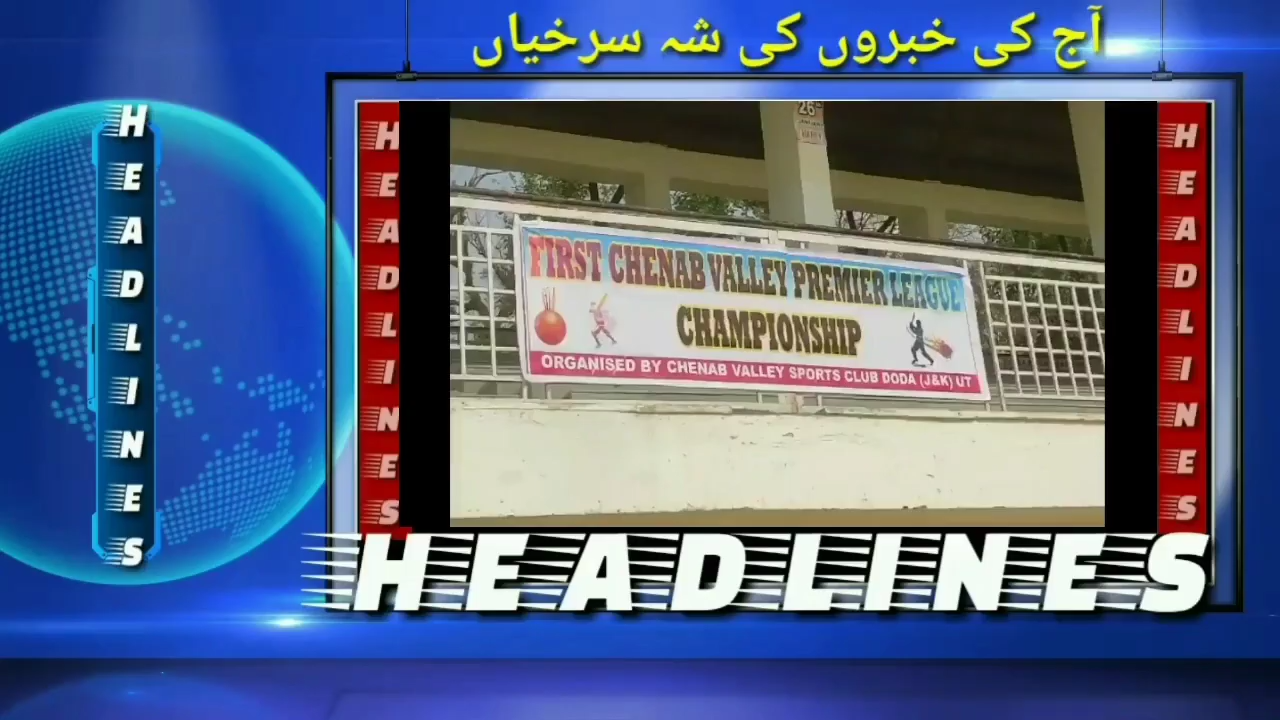 آج کی خبروں کی شہ سرخیاں
HEADLINES
HEADLINES
26
FIRST CHENAB VALLEY PREMIER LEAGUE
CHAMPIONSHIP
ORGANISED BY CHENAB VALLEY SPORTS CLUB DODA (J&K) UT
HEADLINES
HEADLINES